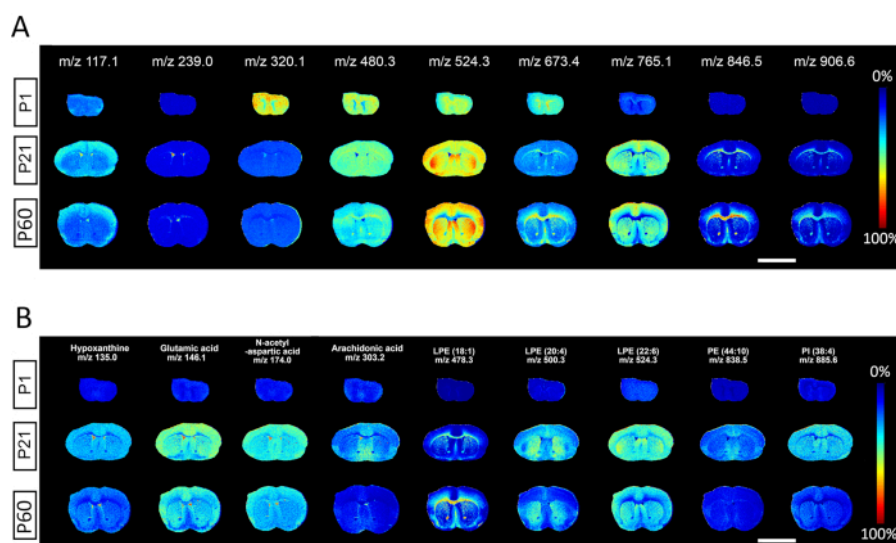 A
m/z 117.1 m/z 239.0 m/z 320.1 m/z 480.3 m/z 524.3 m/z 673.4 m/z 765.1 m/z 846.5 m/z 906.6
0%
P1
P21
P60
100%
B
Hypoxanthine
m/z 135.0
Glutamic acid
m/z 146.1
N-acetyl
-aspartic acid
m/z 174.0
Arachidonic acid
m/z 303.2
LPE (18:1)
m/z 478.3
LPE (20:4)
m/z 500.3
LPE (22:6)
m/z 524.3
PE (44:10)
m/z 838.5
PI (38:4)
m/z 885.6
0%
P1
P21
P60
100%